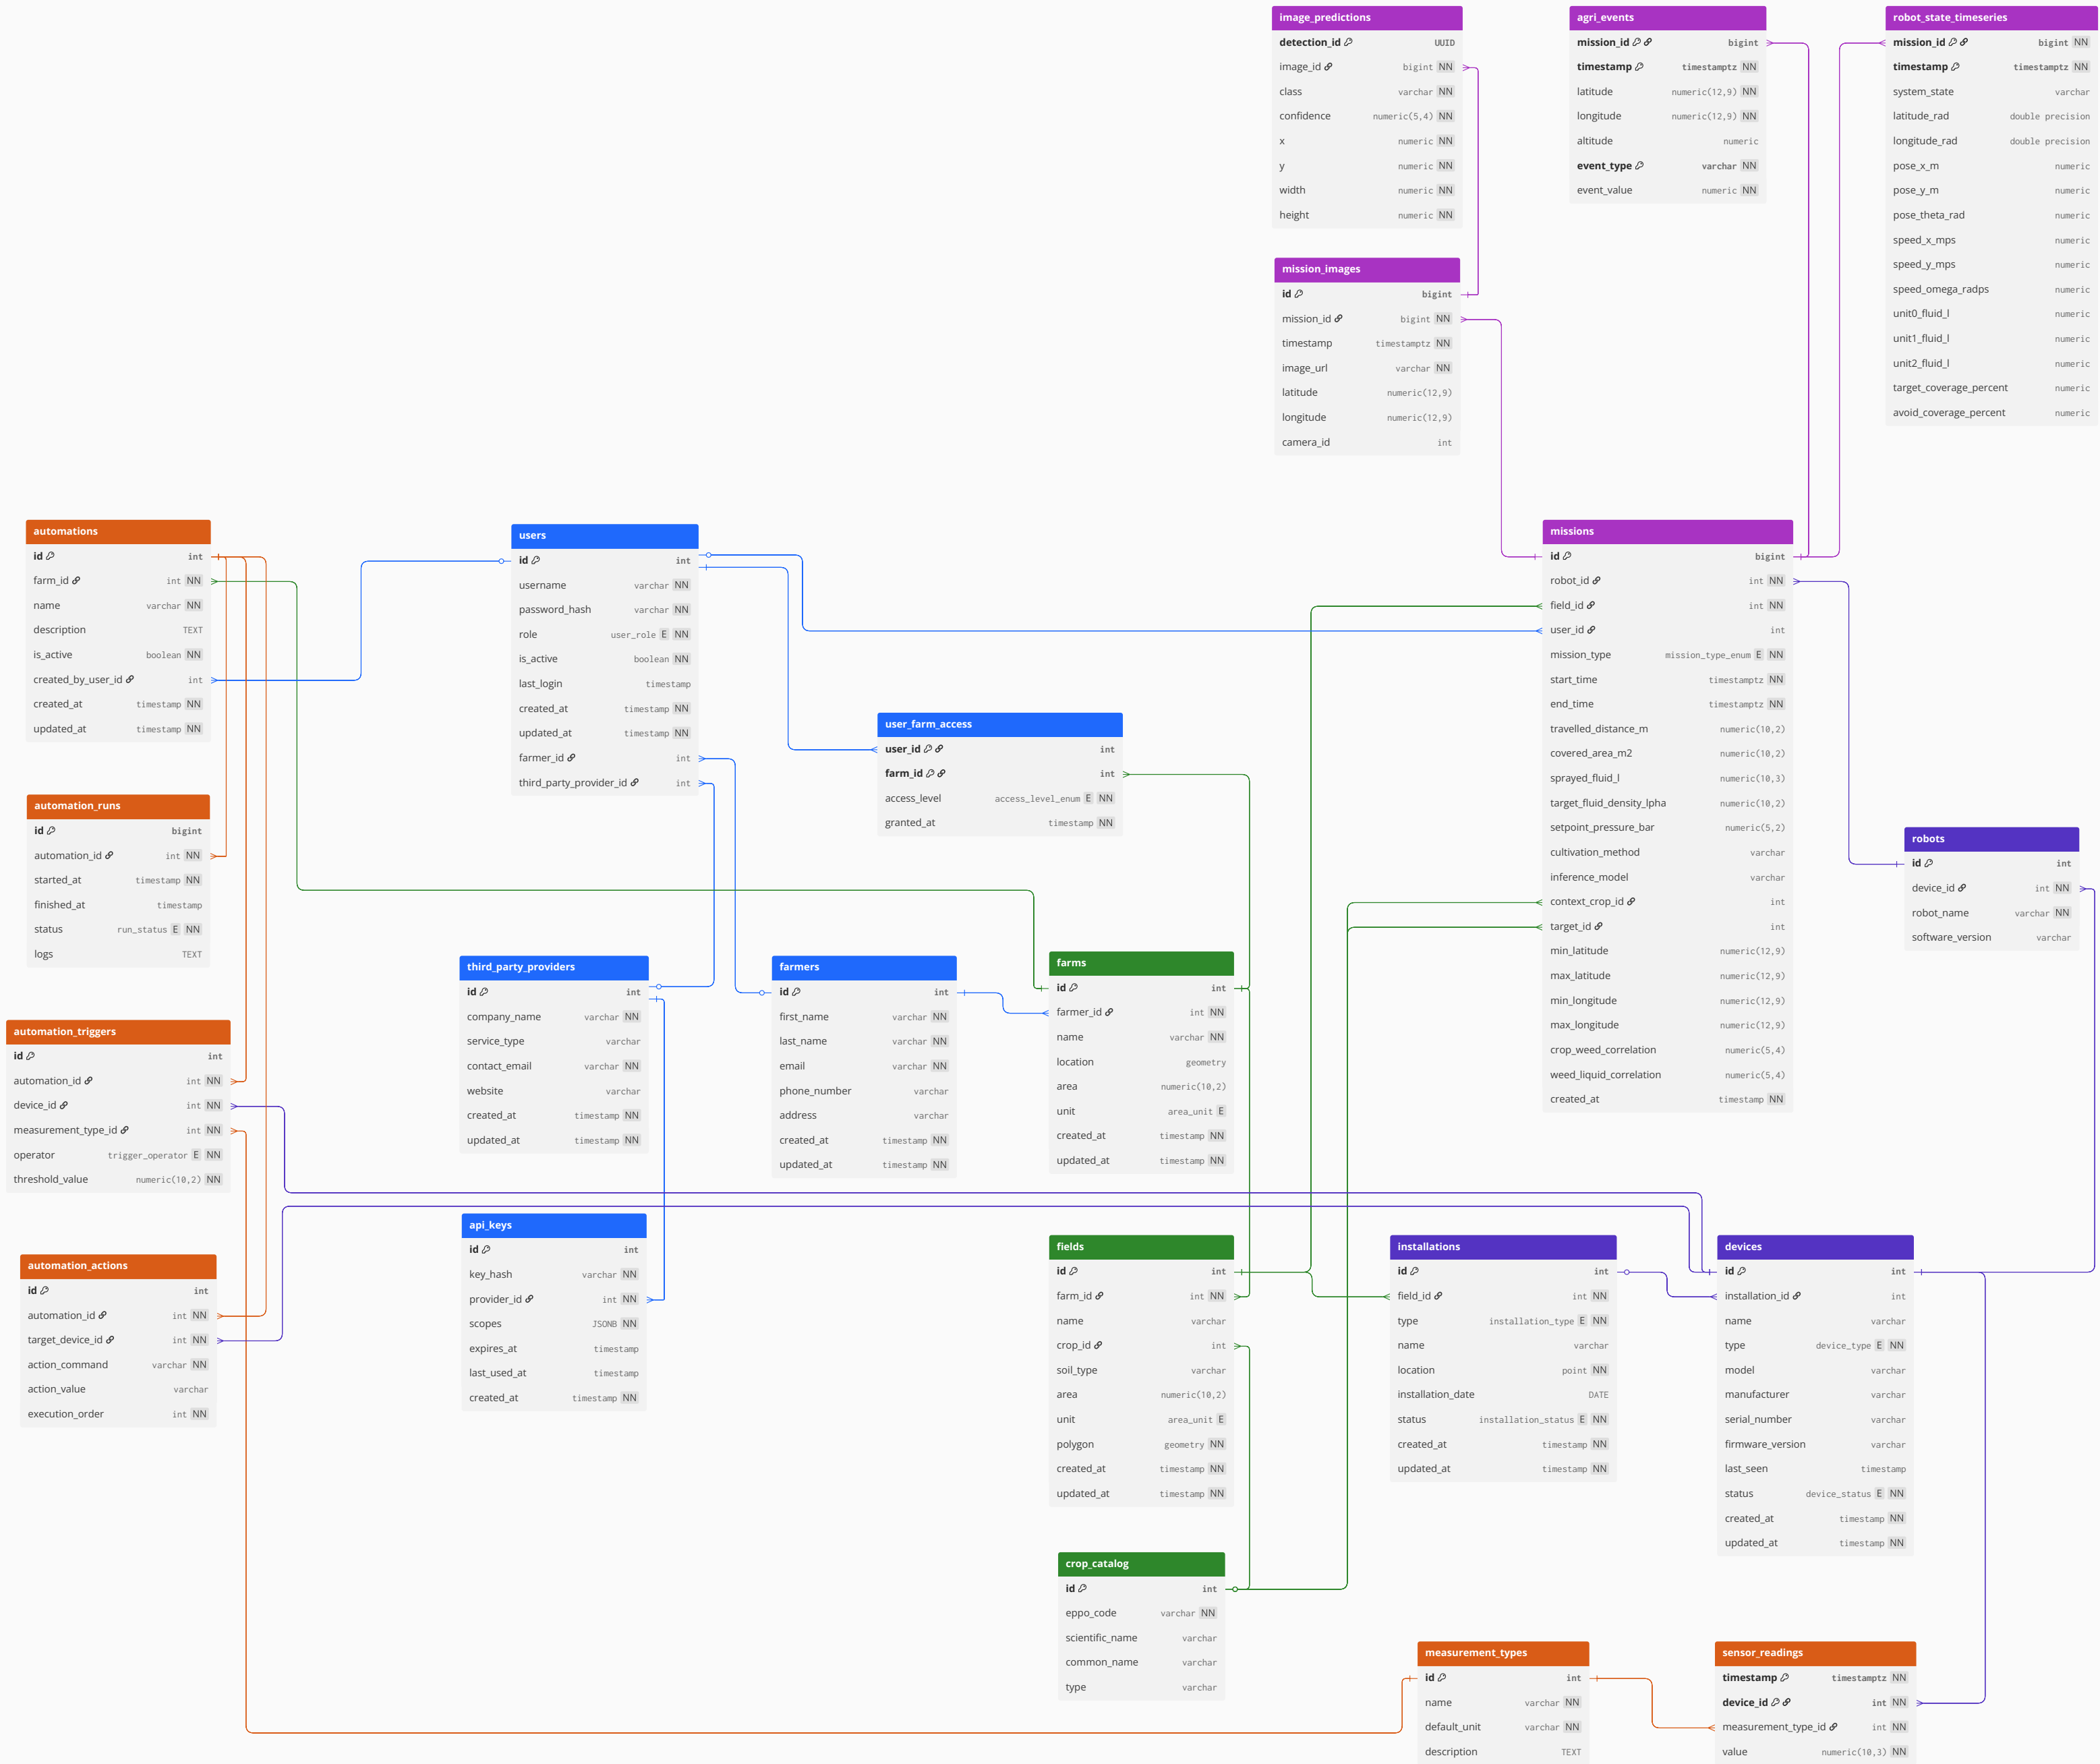 image_predictions
detection_id UUID
image_id bigint NN
class varchar NN
confidence numeric(5,4) NN
x numeric NN
y numeric NN
width numeric NN
height numeric NN
agri_events
mission_id bigint
timestamp timestamptz NN
latitude numeric(12,9) NN
longitude numeric(12,9) NN
altitude numeric
event_type varchar NN
event_value numeric NN
robot_state_timeseries
mission_id bigint NN
timestamp timestamptz NN
system_state varchar
latitude_rad double precision
longitude_rad double precision
pose_x_m numeric
pose_y_m numeric
pose_theta_rad numeric
speed_x_mps numeric
speed_y_mps numeric
speed_omega_radps numeric
unit0_fluid_l numeric
unit1_fluid_l numeric
unit2_fluid_l numeric
target_coverage_percent numeric
avoid_coverage_percent numeric
mission_images
id bigint
mission_id bigint NN
timestamp timestamptz NN
image_url varchar NN
latitude numeric(12,9)
longitude numeric(12,9)
camera_id int
automations
id int
farm_id int NN
name varchar NN
description TEXT
is_active boolean NN
created_by_user_id int
created_at timestamp NN
updated_at timestamp NN
users
id int
username varchar NN
password_hash varchar NN
role user_role E NN
is_active boolean NN
last_login timestamp
created_at timestamp NN
updated_at timestamp NN
farmer_id int
third_party_provider_id int
missions
id bigint
robot_id int NN
field_id int NN
user_id int
mission_type mission_type_enum E NN
start_time timestamptz NN
end_time timestamptz NN
travelled_distance_m numeric(10,2)
covered_area_m2 numeric(10,2)
sprayed_fluid_l numeric(10,3)
target_fluid_density_lpha numeric(10,2)
setpoint_pressure_bar numeric(5,2)
cultivation_method varchar
inference_model varchar
context_crop_id int
target_id int
min_latitude numeric(12,9)
max_latitude numeric(12,9)
min_longitude numeric(12,9)
max_longitude numeric(12,9)
crop_weed_correlation numeric(5,4)
weed_liquid_correlation numeric(5,4)
created_at timestamp NN
user_farm_access
user_id int
farm_id int
access_level access_level_enum E NN
granted_at timestamp NN
automation_runs
id bigint
automation_id int NN
started_at timestamp NN
finished_at timestamp
status run_status E NN
logs TEXT
robots
id int
device_id int NN
robot_name varchar NN
software_version varchar
third_party_providers
id int
company_name varchar NN
service_type varchar
contact_email varchar NN
website varchar
created_at timestamp NN
updated_at timestamp NN
farmers
id int
first_name varchar NN
last_name varchar NN
email varchar NN
phone_number varchar
address varchar
created_at timestamp NN
updated_at timestamp NN
farms
id int
farmer_id int NN
name varchar NN
location geometry
area numeric(10,2)
unit area_unit E
created_at timestamp NN
updated_at timestamp NN
automation_triggers
id int
automation_id int NN
device_id int NN
measurement_type_id int NN
operator trigger_operator E NN
threshold_value numeric(10,2) NN
api_keys
id int
key_hash varchar NN
provider_id int NN
scopes JSONB NN
expires_at timestamp
last_used_at timestamp
created_at timestamp NN
automation_actions
id int
automation_id int NN
target_device_id int NN
action_command varchar NN
action_value varchar
execution_order int NN
fields
id int
farm_id int NN
name varchar
crop_id int
soil_type varchar
area numeric(10,2)
unit area_unit E
polygon geometry NN
created_at timestamp NN
updated_at timestamp NN
installations
id int
field_id int NN
type installation_type E NN
name varchar
location point NN
installation_date DATE
status installation_status E NN
created_at timestamp NN
updated_at timestamp NN
devices
id int
installation_id int
name varchar
type device_type E NN
model varchar
manufacturer varchar
serial_number varchar
firmware_version varchar
last_seen timestamp
status device_status E NN
created_at timestamp NN
updated_at timestamp NN
crop_catalog
id int
eppo_code varchar NN
scientific_name varchar
common_name varchar
type varchar
measurement_types
id int
name varchar NN
default_unit varchar NN
description TEXT
sensor_readings
timestamp timestamptz NN
device_id int NN
measurement_type_id int NN
value numeric(10,3) NN